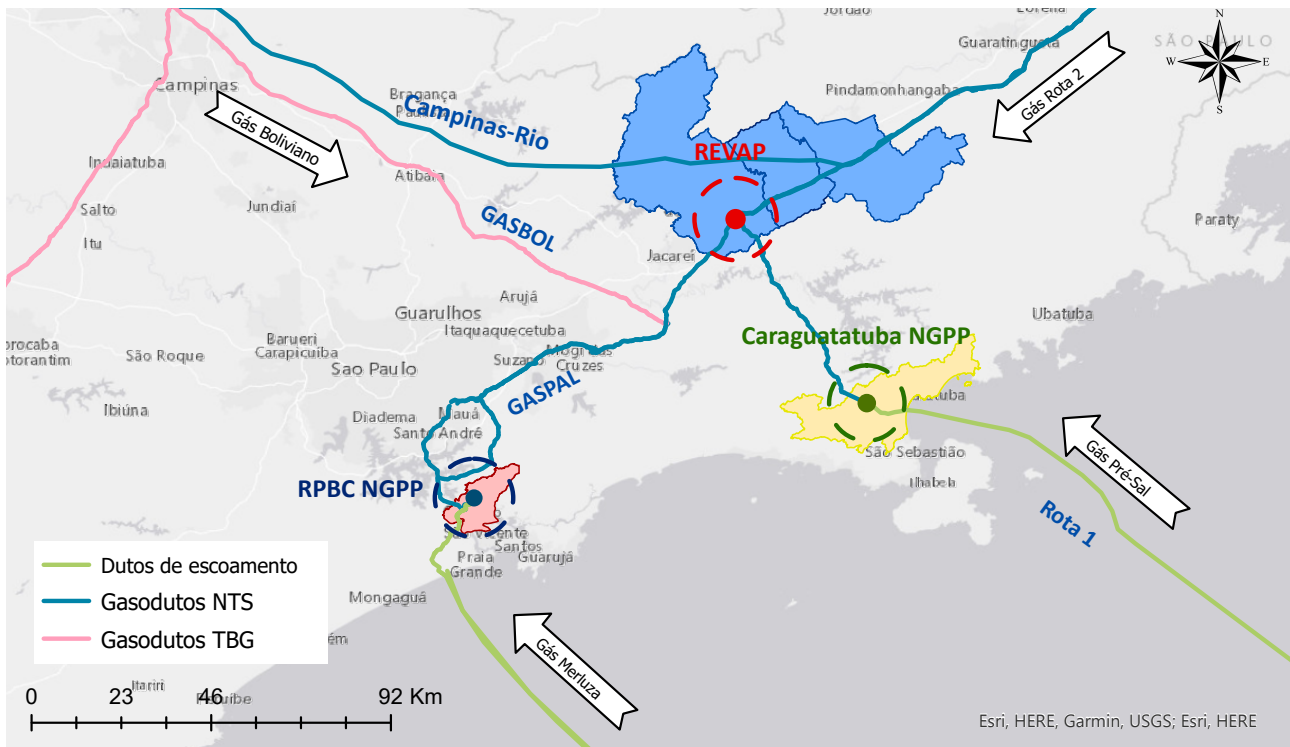 Jordão
Lorena
Guaratinguetá
SÃO PAULO
N
W E
S
Campinas
Bragança
Paulista
Pindamonhangaba
Gás Rota 2
Campinas-Rio
Gás Boliviano
REVAP
Indaiatuba
Atibaia
Salto
Jundiaí
Itu
GASBOL
Paraty
Jacareí
Arujá
Guarulhos
Ubatuba
Itaquaquecetuba
Caraguatatuba NGPP
Barueri
Carapicuíba
São Roque
Sao Paulo
Suzano
Mogi das
Cruzes
GASPAL
Ibiúna
Diadema
Mauá
Santo André
São Sebastião
Ilhabela
Gás Pré-Sal
RPBC NGPP
Rota 1
São Vicente
Santos
Praia
Grande
Guarujá
Dutos de escoamento
Gasodutos NTS
Gasodutos TBG
Mongaguá
Gás Merluza
Itariri
Peruíbe
0 23 46 92 Km
Esri, HERE, Garmin, USGS; Esri, HERE